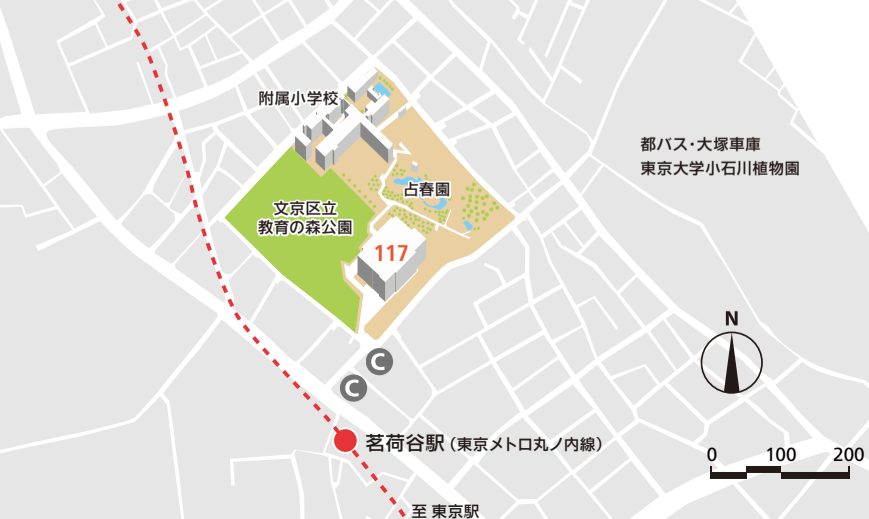 附属小学校
都バス・大塚車庫
東京大学小石川植物園
占春園
文京区立
教育の森公園
117
N
C
C
茗荷谷駅（東京メトロ丸ノ内線）
0 100 200
至 東京駅